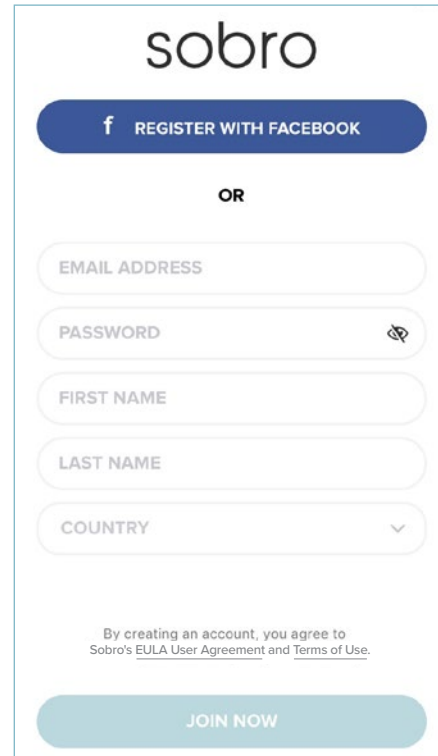 sobro
f REGISTER WITH FACEBOOK
OR
EMAIL ADDRESS
PASSWORD
FIRST NAME
LAST NAME
COUNTRY
By creating an account, you agree to
Sobro's EULA User Agreement and Terms of Use.
JOIN NOW